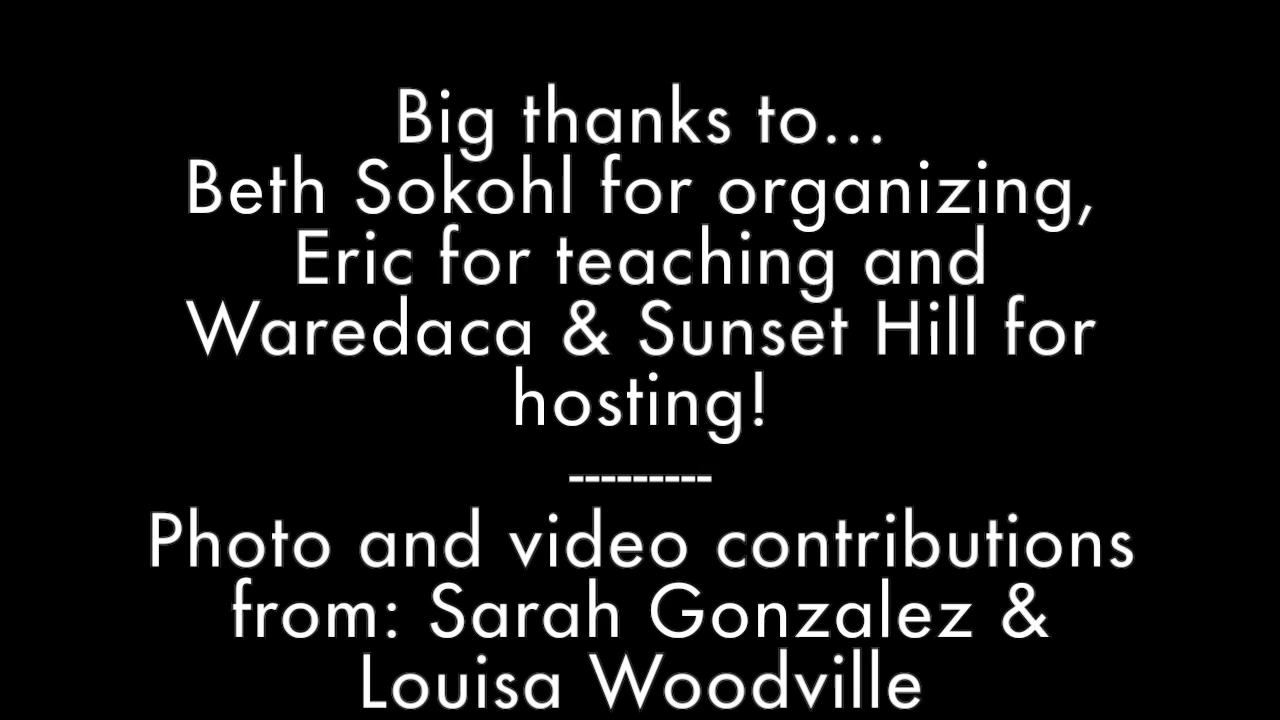 Big thanks to...
Beth Sokohl for organizing,
Eric for teaching and
Waredaca & Sunset Hill for
hosting!
---------
Photo and video contributions
from: Sarah Gonzalez &
Louisa Woodville